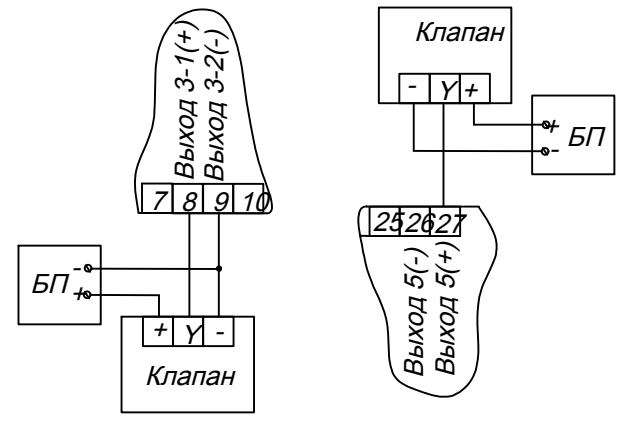 Выход 3-1(+)
Выход 3-2(-)
7 8 9 10
БП
-
+
+ Y -
Клапан
Клапан
- Y +
+
-
БП
25 26 27
Выход 5(-)
Выход 5(+)